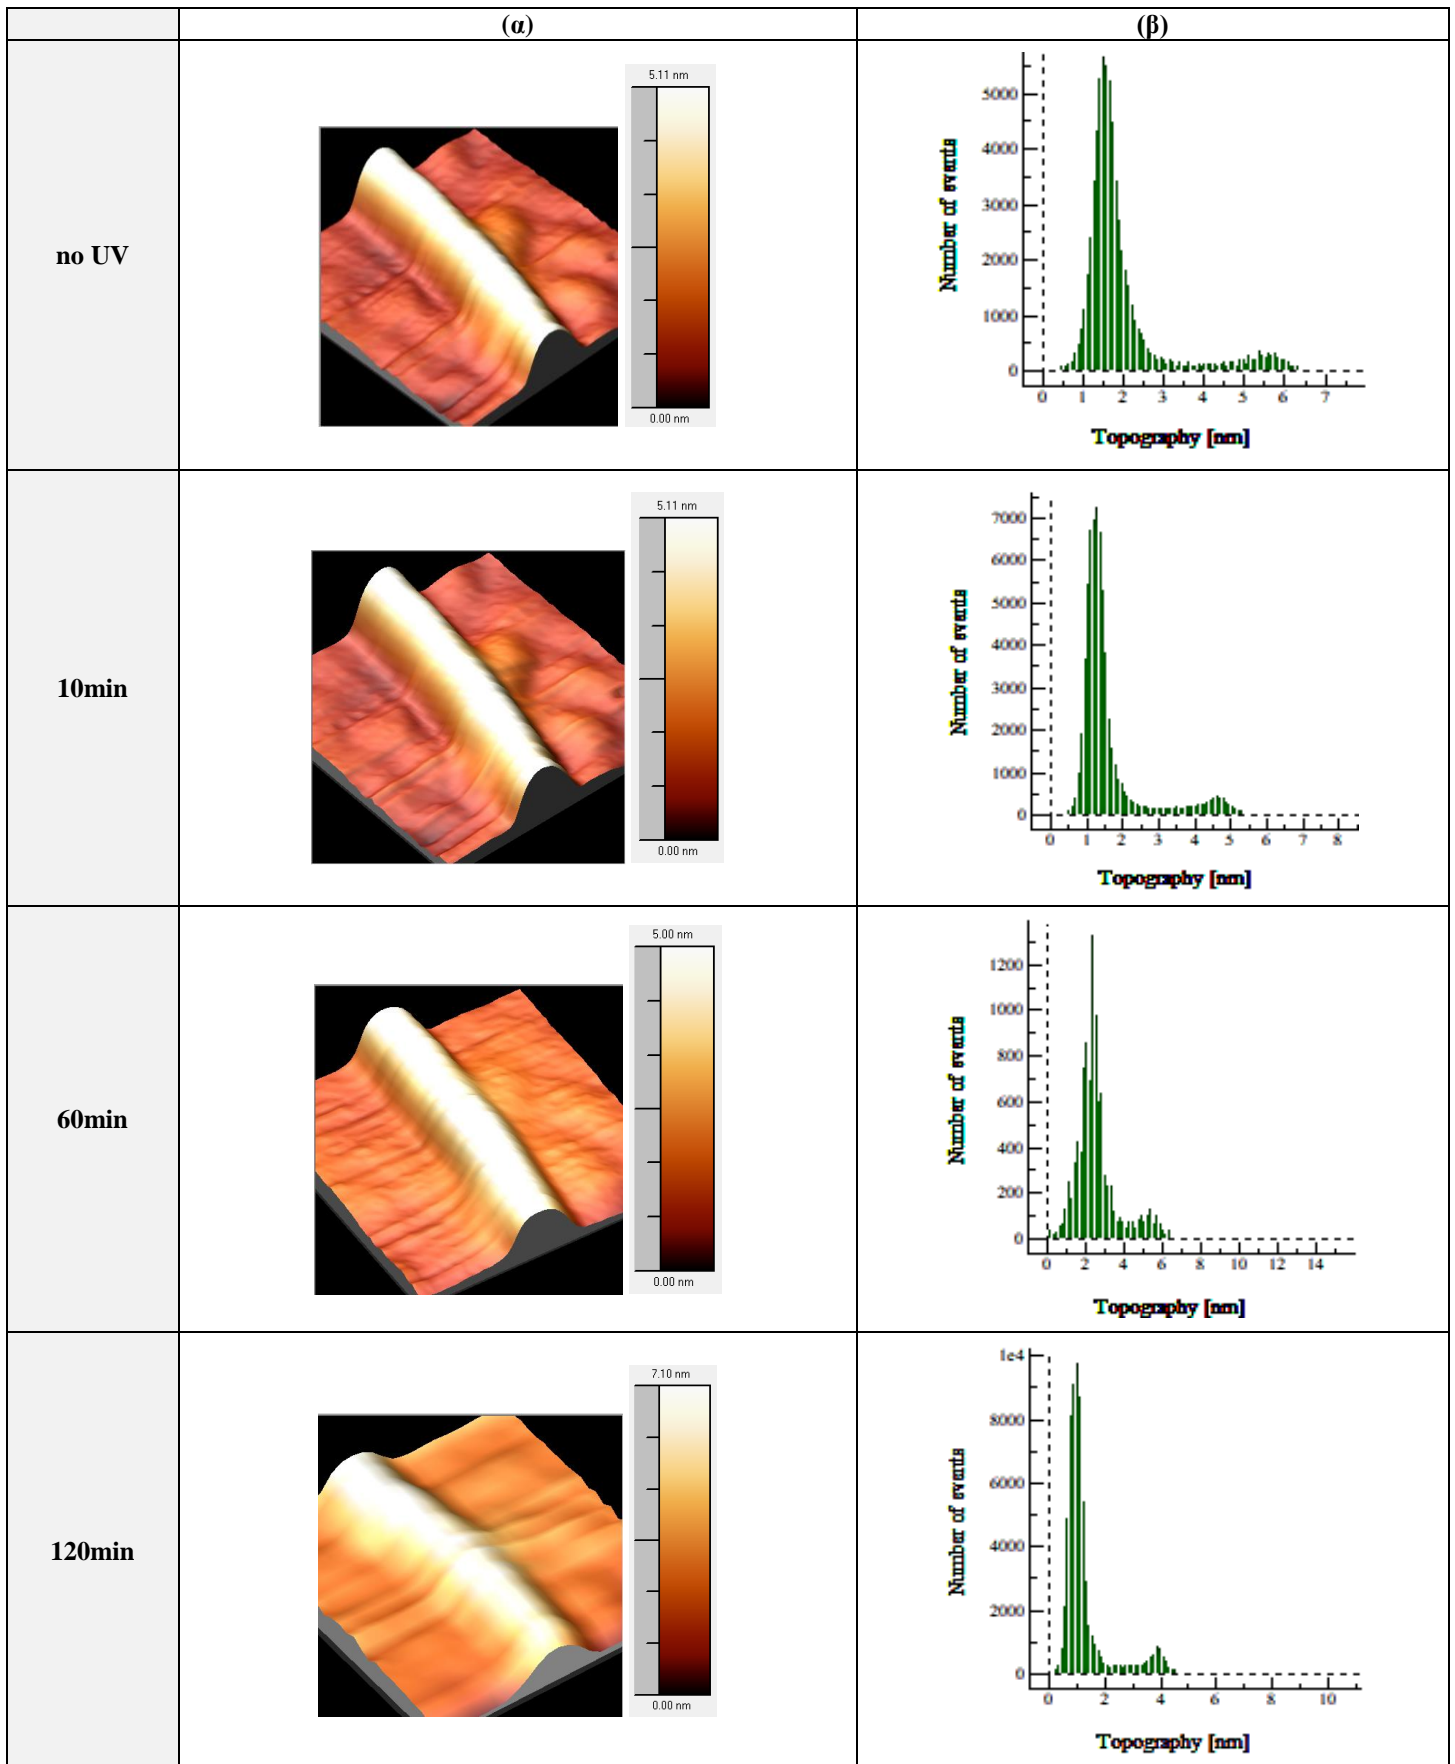 (α) (β)
no UV
5.11 nm
0.00 nm
Number of events
5000
4000
3000
2000
1000
0
0 1 2 3 4 5 6 7
Topography [nm]
10min
5.11 nm
0.00 nm
Number of events
7000
6000
5000
4000
3000
2000
1000
0
0 1 2 3 4 5 6 7 8
Topography [nm]
60min
5.00 nm
0.00 nm
Number of events
1200
1000
800
600
400
200
0
0 2 4 6 8 10 12 14
Topography [nm]
120min
7.10 nm
0.00 nm
Number of events
1e4
8000
6000
4000
2000
0
0 2 4 6 8 10
Topography [nm]